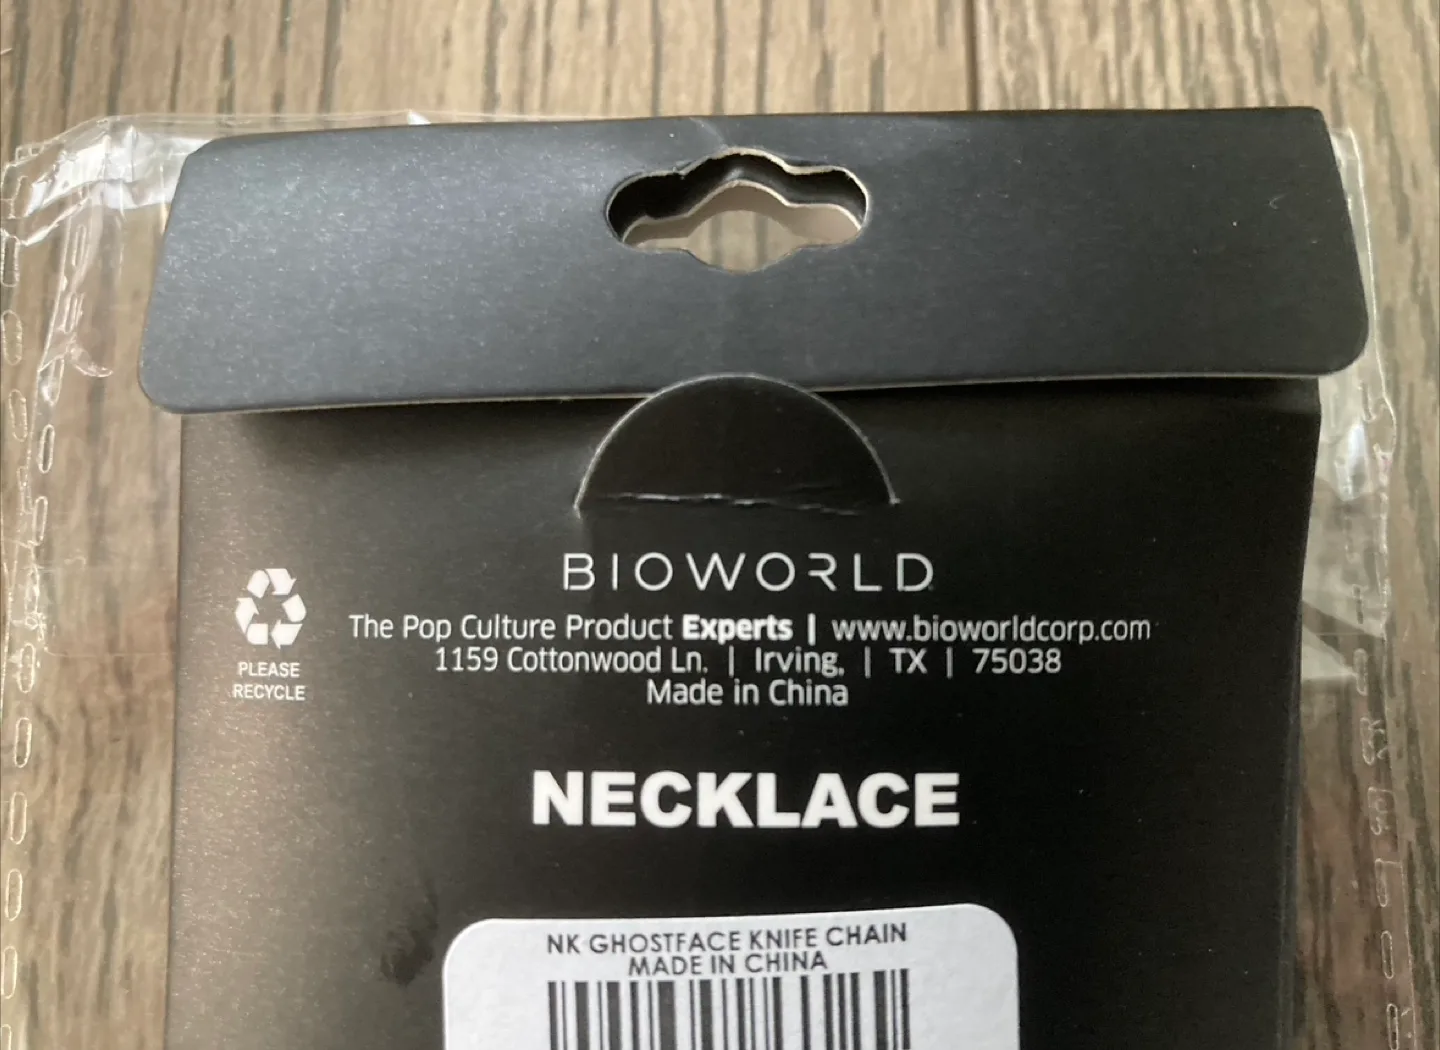 BIOWORLD
The Pop Culture Product Experts | www.bioworldcorp.com
1159 Cottonwood Ln. | Irving, | TX | 75038
Made in China
PLEASE
RECYCLE
NECKLACE
NK GHOSTFACE KNIFE CHAIN
MADE IN CHINA